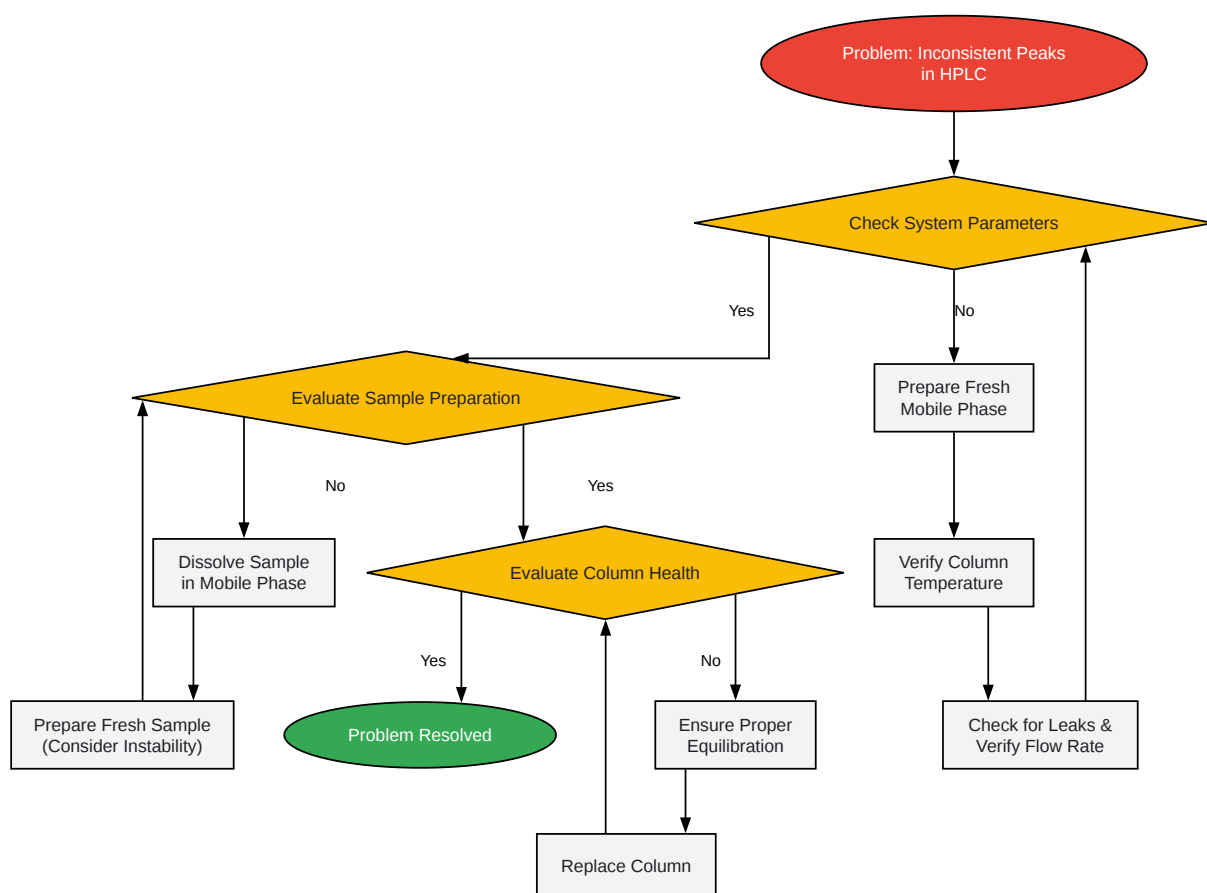 Problem: Inconsistent Peaks
in HPLC
Check System Parameters
Yes
No
Evaluate Sample Preparation
Prepare Fresh
Mobile Phase
No
Yes
Dissolve Sample
in Mobile Phase
Evaluate Column Health
Verify Column
Temperature
Yes
No
Prepare Fresh Sample
(Consider Instability)
Problem Resolved
Ensure Proper
Equilibration
Check for Leaks &
Verify Flow Rate
Replace Column